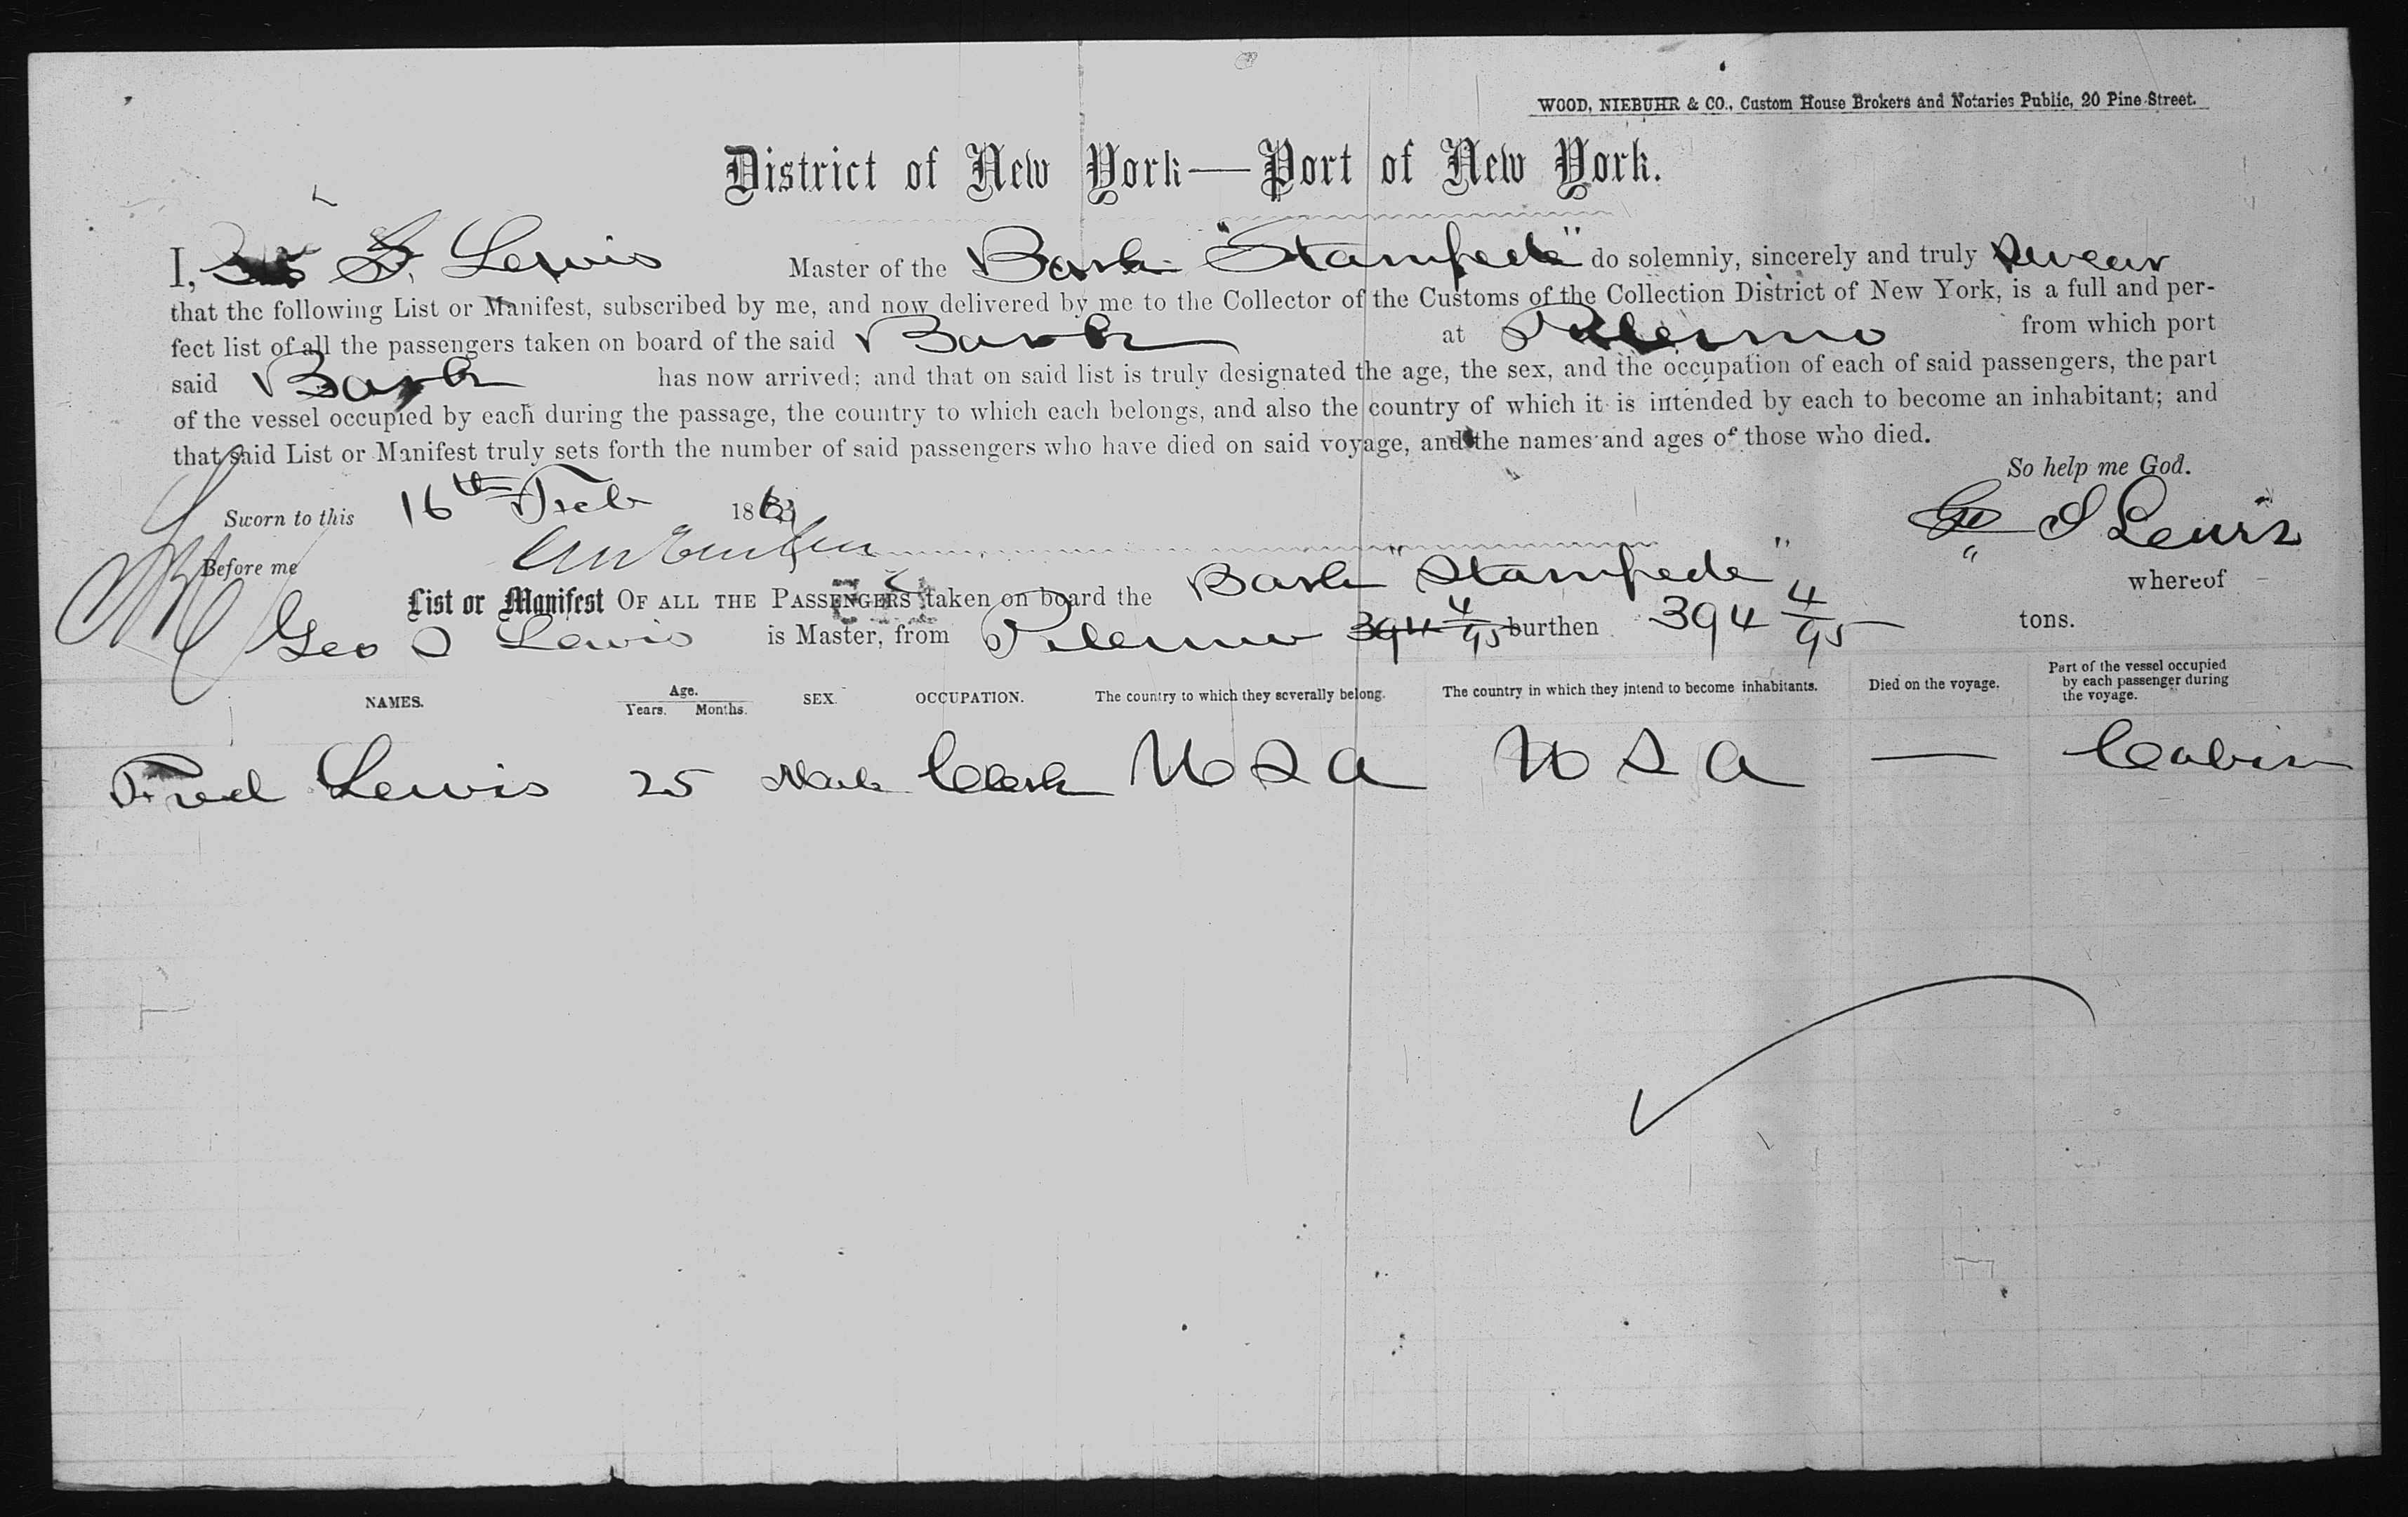 WOOD, NIEBUHR & CO., Custom House Brokers and Notaries Public, 20 Pine Street.
District of New York—Port of New York.
I, Geo S. Lewis Master of the Bark "Stampede" do solemnly, sincerely and truly Swear
that the following List or Manifest, subscribed by me, and now delivered by me to the Collector of the Customs of the Collection District of New York, is a full and per-
fect list of all the passengers taken on board of the said Bark at Palermo from which port
said Bark has now arrived; and that on said list is truly designated the age, the sex, and the occupation of each of said passengers, the part
of the vessel occupied by each during the passage, the country to which each belongs, and also the country of which it is intended by each to become an inhabitant; and
that said List or Manifest truly sets forth the number of said passengers who have died on said voyage, and the names and ages of those who died.
So help me God.
Sworn to this 16th Feb 1863
Geo S Lewis
Before me
List or Manifest OF ALL THE PASSENGERS taken on board the Bark "Stampede" whereof
Geo S Lewis is Master, from Palermo 394 4/95 burthen 394 4/95 tons.
NAMES. Age. Years. Months. SEX. OCCUPATION. The country to which they severally belong. The country in which they intend to become inhabitants. Died on the voyage. Part of the vessel occupied by each passenger during the voyage.
Fred Lewis 25 Male Clerk U S A U S A — Cabin